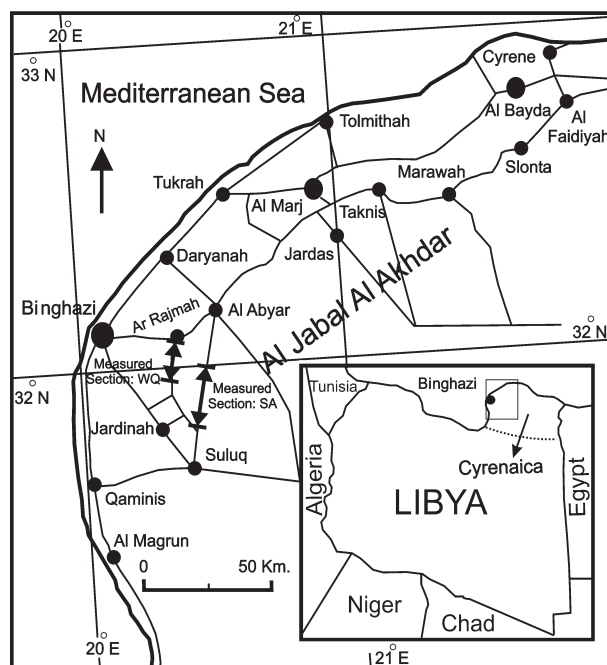 20°E
21°E
33°N
Cyrene
Mediterranean Sea
Al Bayda
Al
Faidiyah
N
Tolmithah
Slonta
Tukrah
Marawah
Al Marj
Taknis
Jardas
Daryanah
Al Jabal Al Akhdar
Binghazi
Ar Rajmah
Al Abyar
32°N
Measured
Section: WQ
Measured
Section: SA
32°N
Tunisia
Binghazi
Jardinah
Suluq
Cyrenaica
Algeria
Egypt
LIBYA
Qaminis
Al Magrun
0
50 Km.
Niger
Chad
20°E
21°E